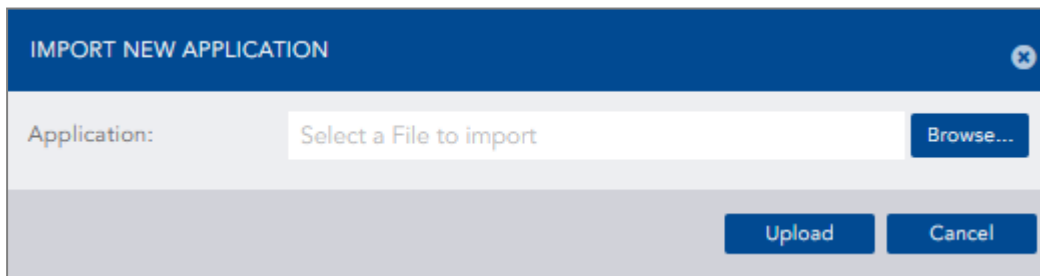 IMPORT NEW APPLICATION
Application: Select a File to import Browse...
Upload Cancel